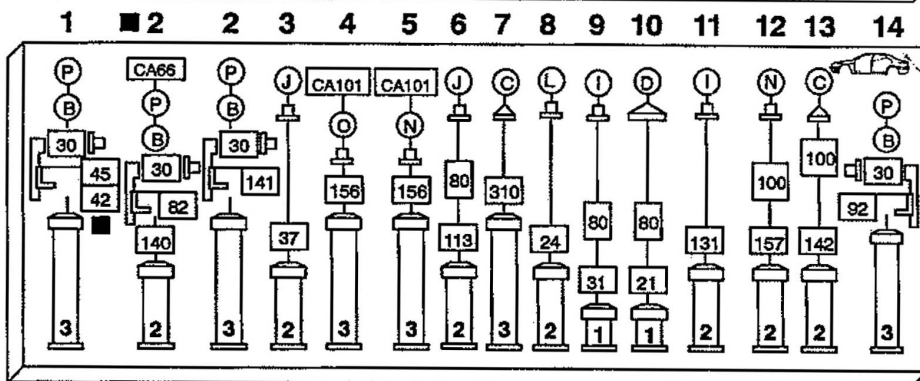 1 ■ 2 2 3 4 5 6 7 8 9 10 11 12 13 14
P CA66 P J CA101 CA101 J C L I D I N C
B P B O N P
B B
30 30 30 156 156 80 310 80 80 100 100 30
45 141
42 82 92
■ 140 37 113 24 131 157 142
31 21
3 2 3 2 3 3 2 3 2 1 1 2 2 2 3